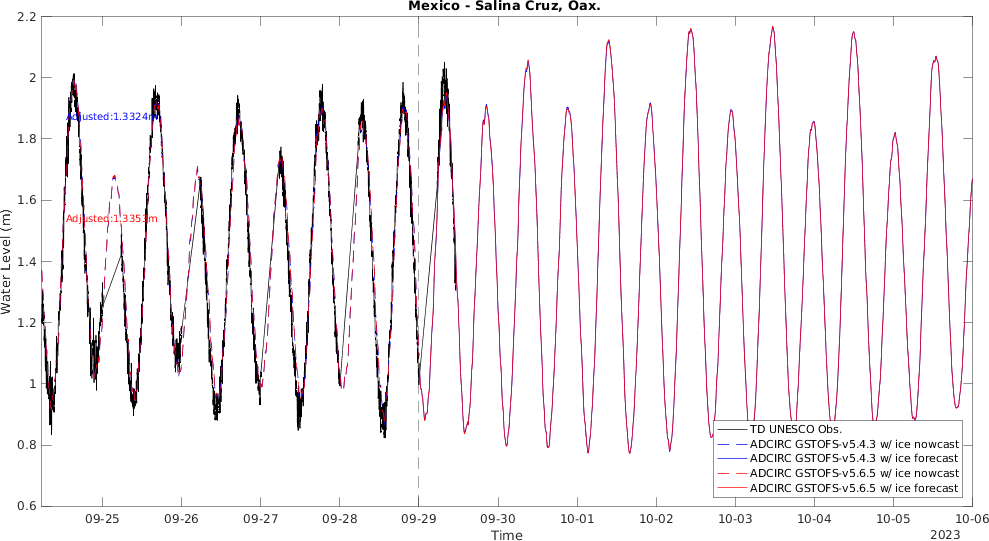 Mexico - Salina Cruz, Oax.
2.2
2
1.8
1.6
1.4
1.2
1
0.8
0.6
Water Level (m)
Adjusted:1.3324m
Adjusted:1.3353m
TD UNESCO Obs.
ADCIRC GSTOFS-v5.4.3 w/ ice nowcast
ADCIRC GSTOFS-v5.4.3 w/ ice forecast
ADCIRC GSTOFS-v5.6.5 w/ ice nowcast
ADCIRC GSTOFS-v5.6.5 w/ ice forecast
09-25 09-26 09-27 09-28 09-29 09-30 10-01 10-02 10-03 10-04 10-05 10-06
Time 2023